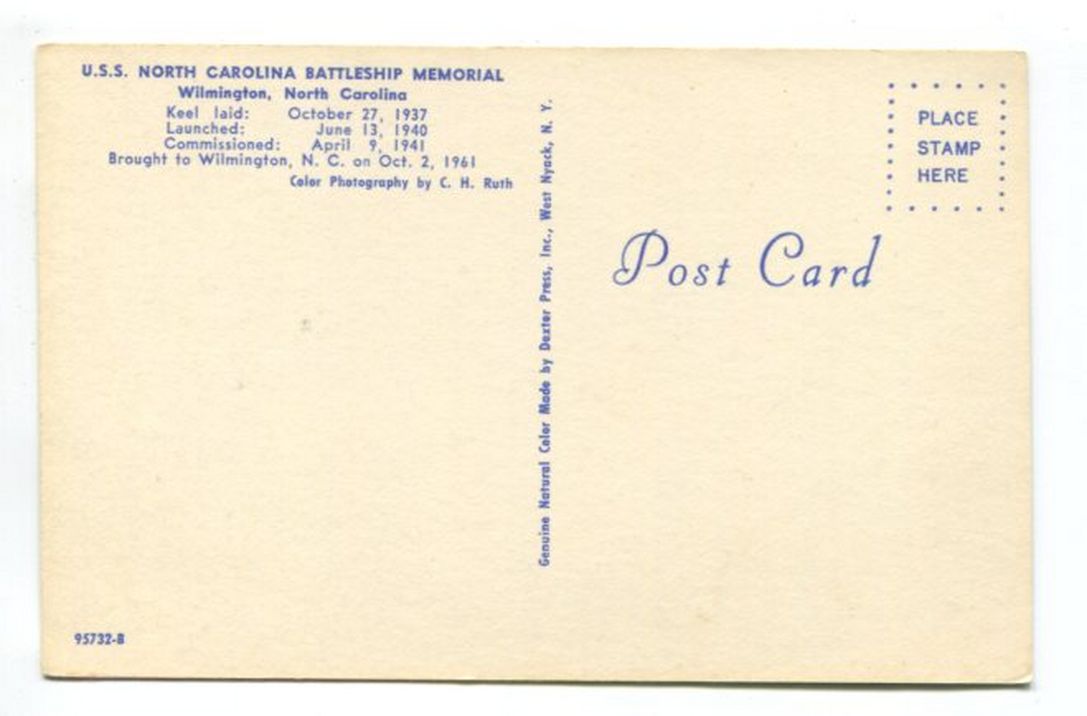 U.S.S. NORTH CAROLINA BATTLESHIP MEMORIAL
Wilmington, North Carolina
Keel laid: October 27, 1937
Launched: June 13, 1940
Commissioned: April 9, 1941
Brought to Wilmington, N. C. on Oct. 2, 1961
Color Photography by C. H. Ruth
Genuine Natural Color Made by Dexter Press, Inc., West Nyack, N. Y.
PLACE
STAMP
HERE
Post Card
95732-B